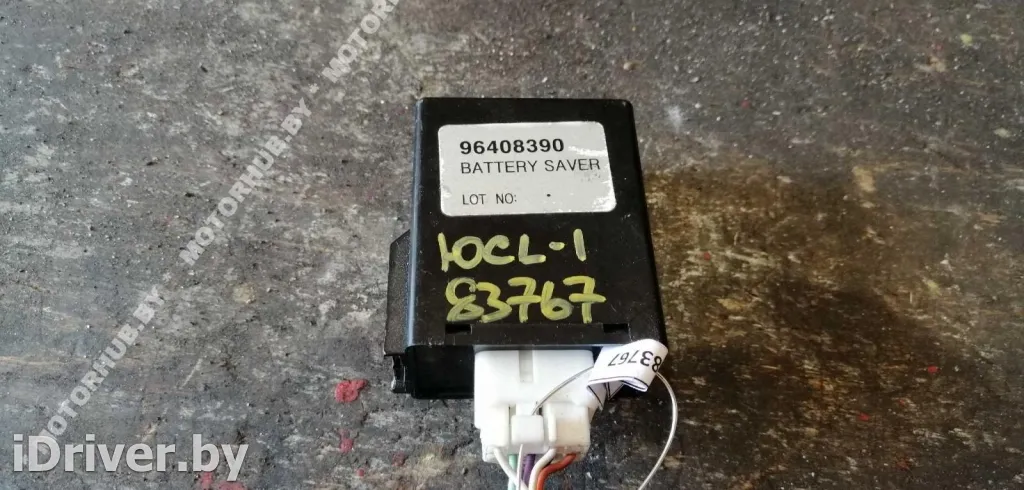 MOTORHUB.BY • MOTORHUB.BY • MOTORHUB.BY
96408390
BATTERY SAVER
LOT NO:
ЮCL-1
83767
83767
iDriver.by